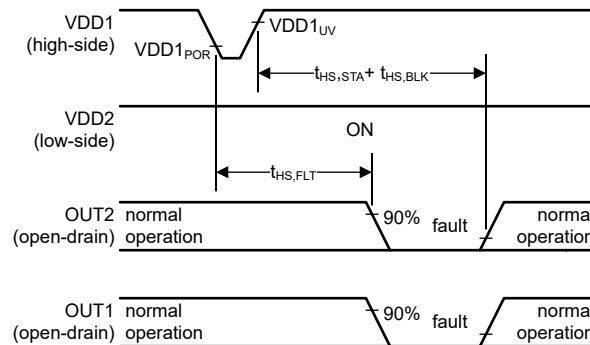 VDD1
(high-side)
VDD1POR
VDD1UV
tHS,STA+ tHS,BLK
VDD2
(low-side)
ON
tHS,FLT
OUT2
(open-drain)
normal
operation
90%
fault
normal
operation
OUT1
(open-drain)
normal
operation
90%
fault
normal
operation